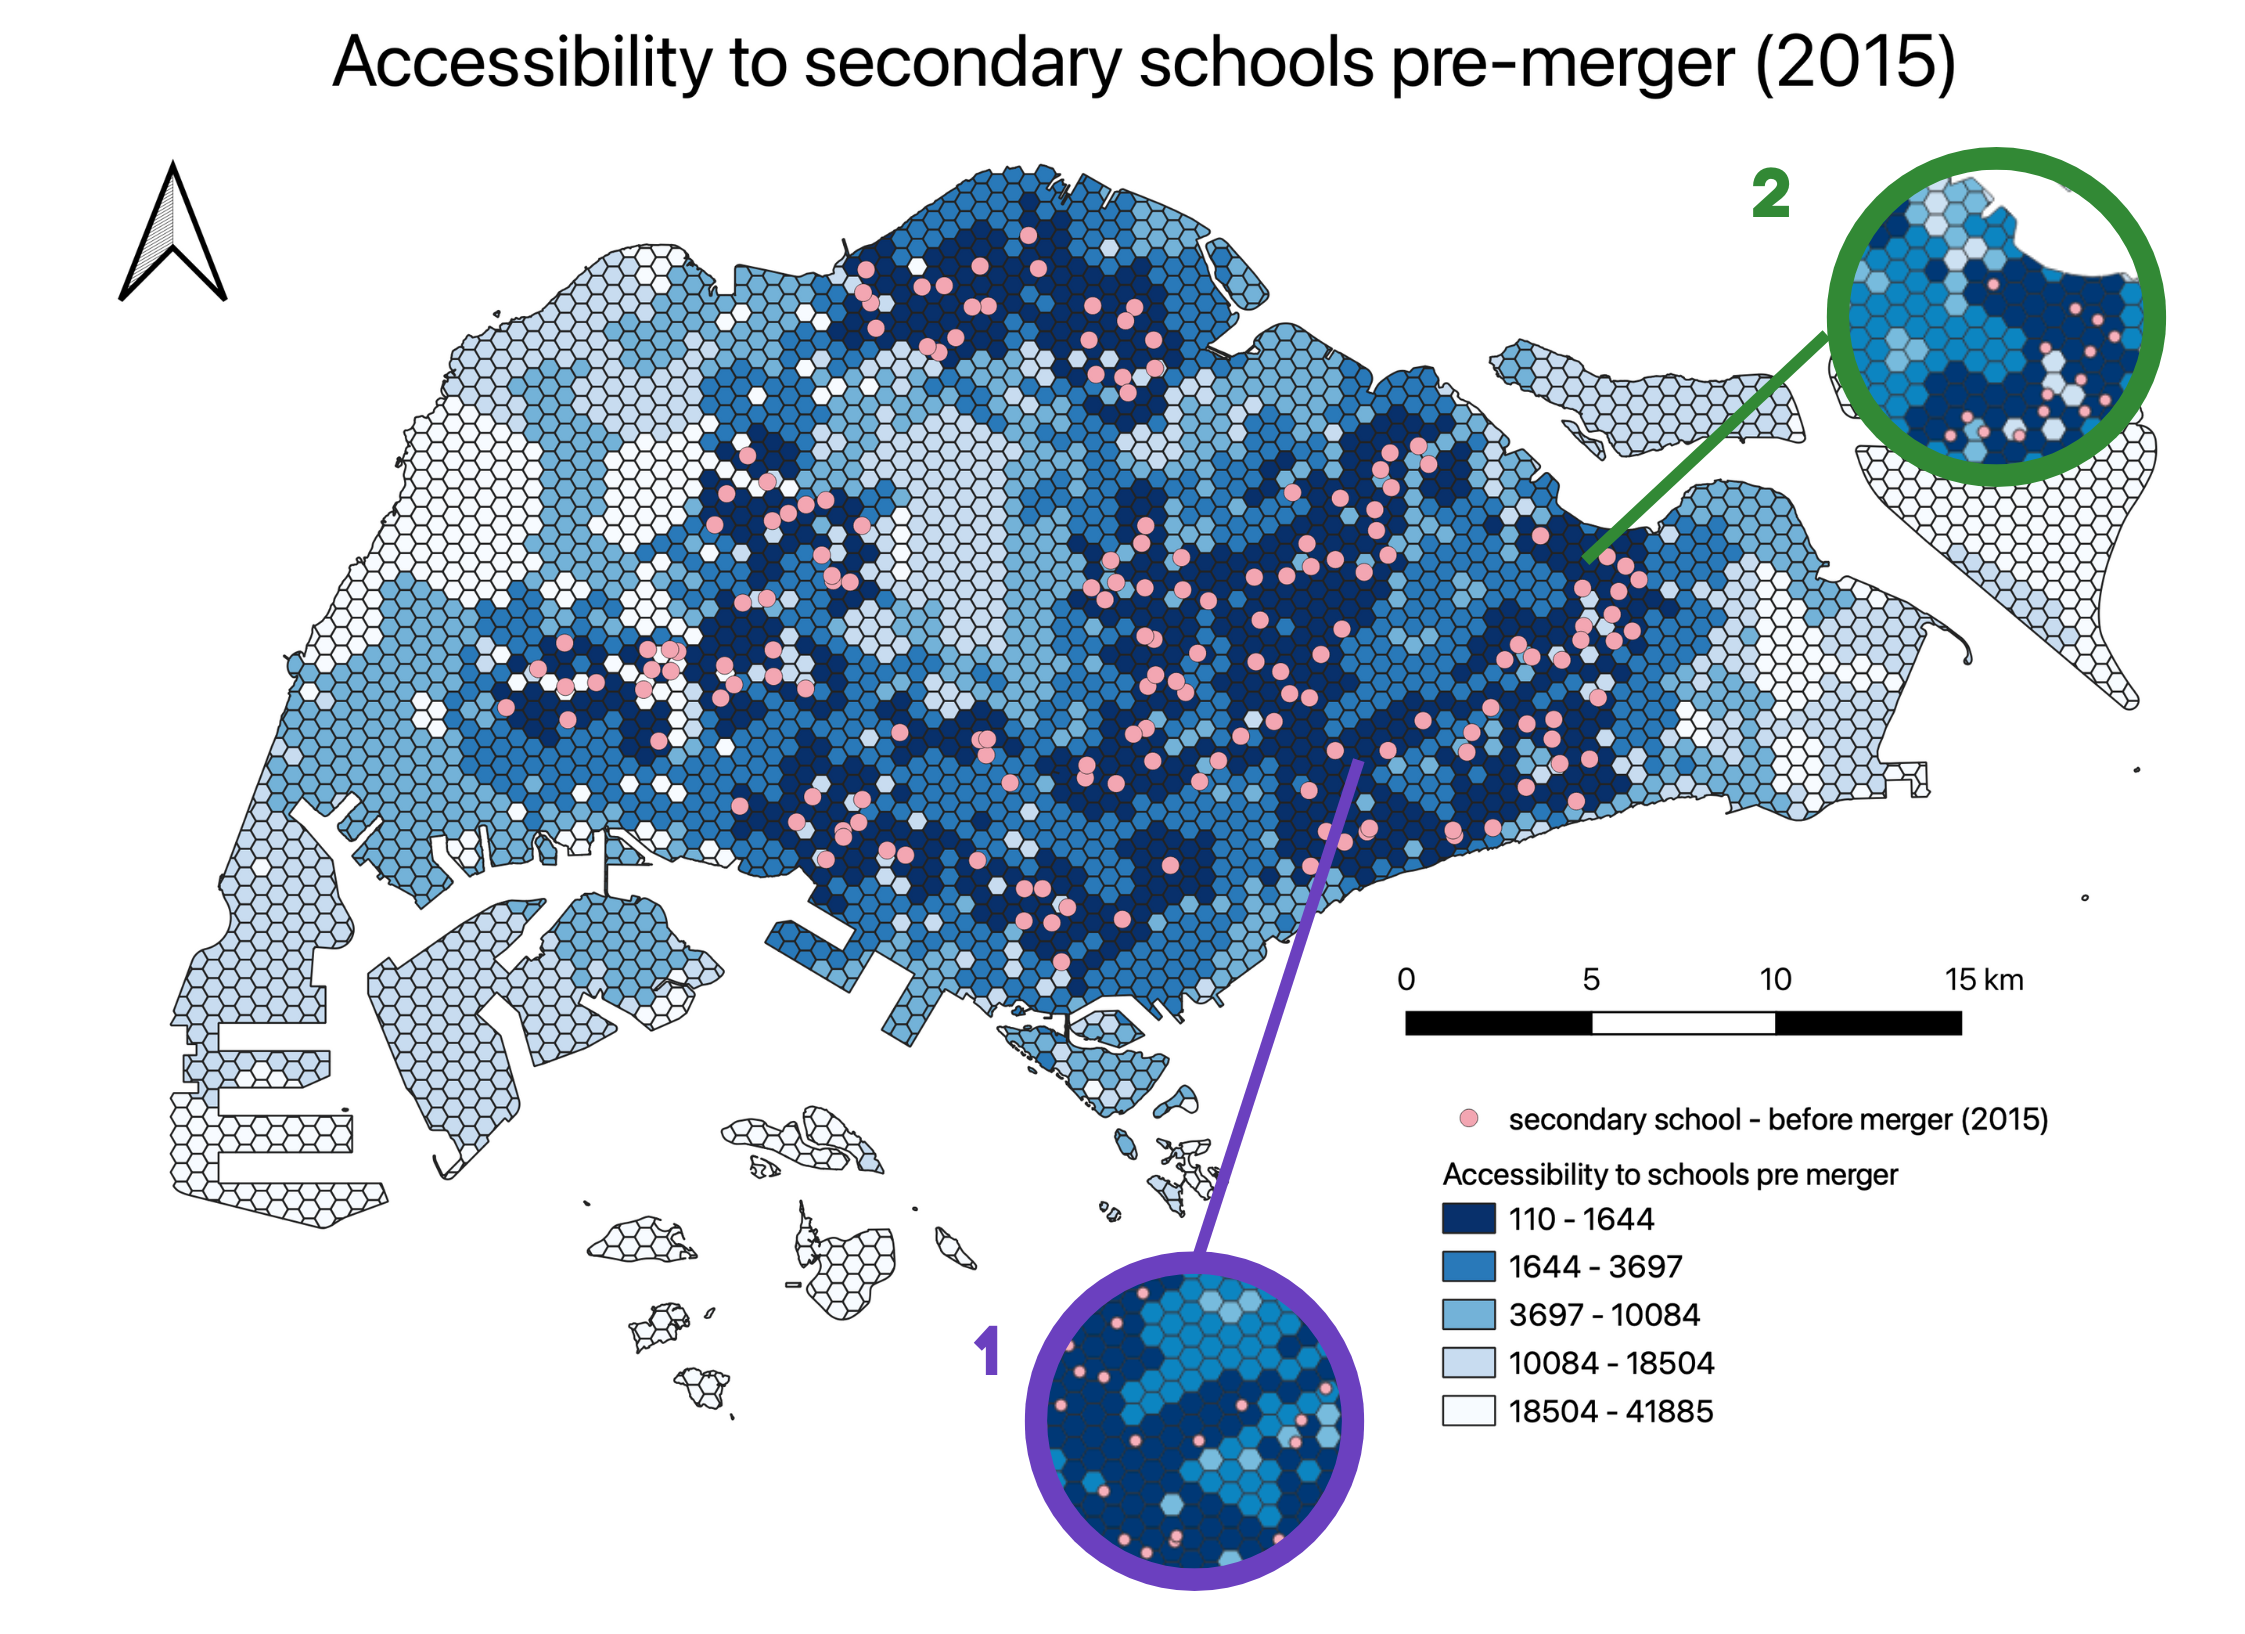 Accessibility to secondary schools pre-merger (2015)
2
0 5 10 15 km
secondary school - before merger (2015)
Accessibility to schools pre merger
110 - 1644
1644 - 3697
3697 - 10084
10084 - 18504
18504 - 41885
1